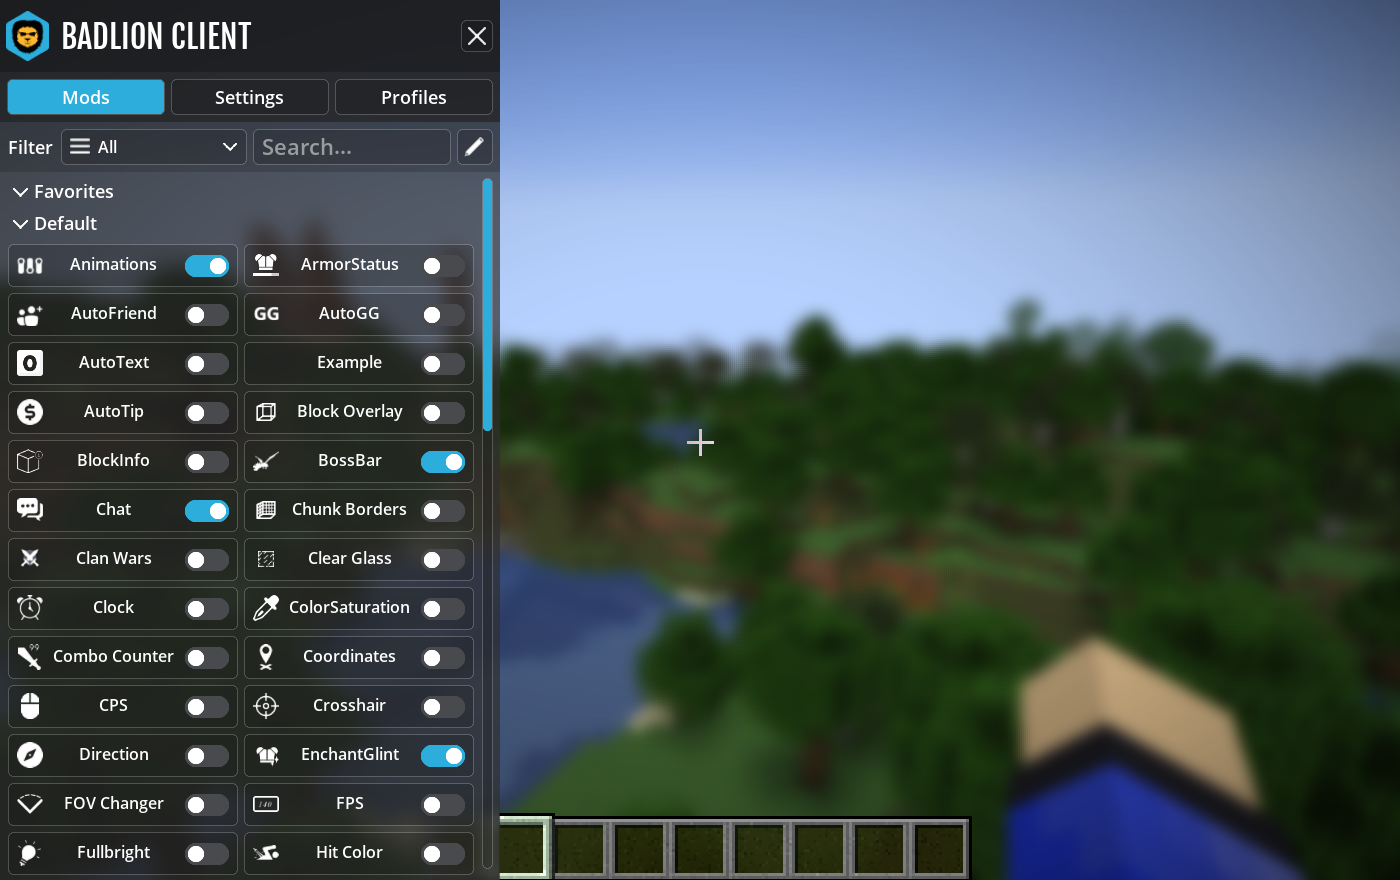 BADLION CLIENT
Mods Settings Profiles
Filter All Search...
Favorites
Default
Animations ArmorStatus
AutoFriend GG AutoGG
AutoText Example
AutoTip Block Overlay
BlockInfo BossBar
Chat Chunk Borders
Clan Wars Clear Glass
Clock ColorSaturation
99 Combo Counter Coordinates
CPS Crosshair
Direction EnchantGlint
FOV Changer 140 FPS
Fullbright Hit Color